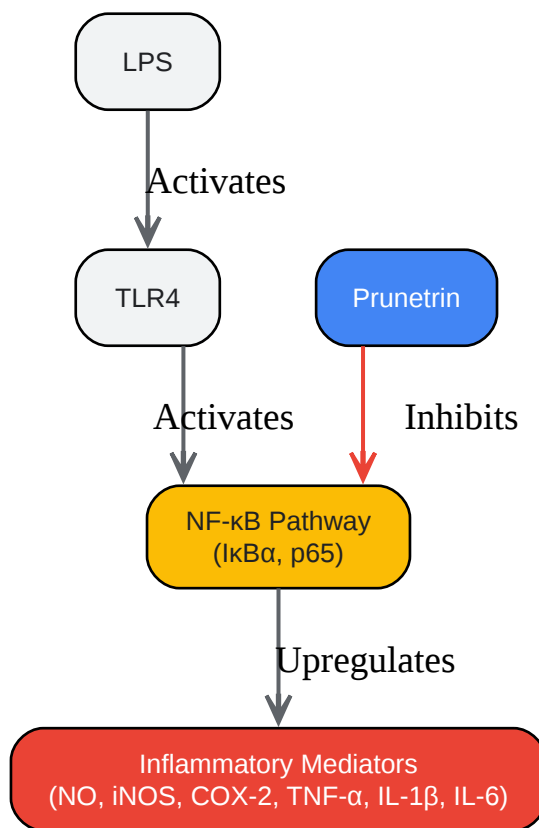 LPS
Activates
TLR4
Prunetrin
Activates
Inhibits
NF-κB Pathway
(IκBα, p65)
Upregulates
Inflammatory Mediators
(NO, iNOS, COX-2, TNF-α, IL-1β, IL-6)